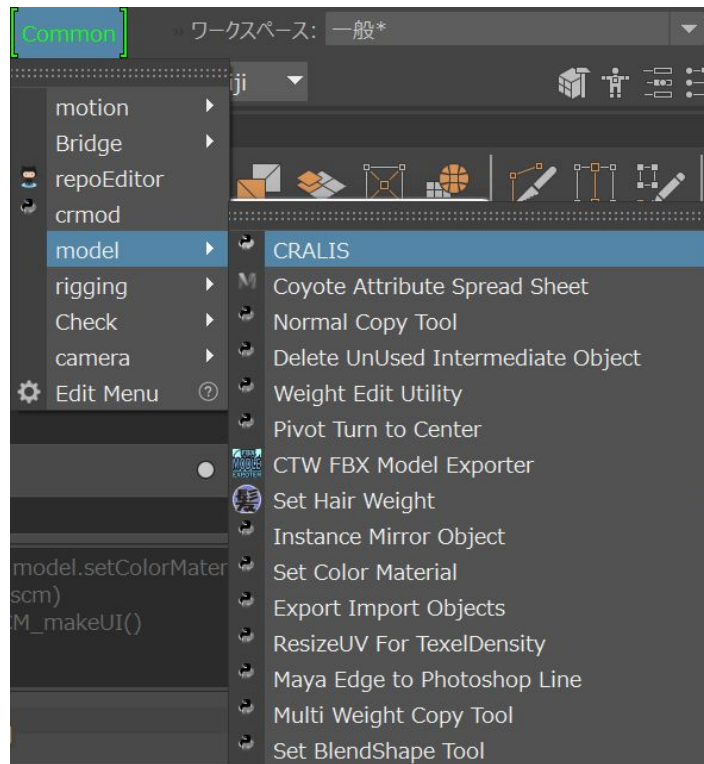 Common
ワークスペース: 一般*
iji
motion
Bridge
repoEditor
crmod
model
rigging
Check
camera
Edit Menu
CRALIS
Coyote Attribute Spread Sheet
Normal Copy Tool
Delete UnUsed Intermediate Object
Weight Edit Utility
Pivot Turn to Center
CTW FBX Model Exporter
髪
Set Hair Weight
Instance Mirror Object
Set Color Material
Export Import Objects
ResizeUV For TexelDensity
Maya Edge to Photoshop Line
Multi Weight Copy Tool
Set BlendShape Tool
model.setColorMater
scm)
M_makeUI()